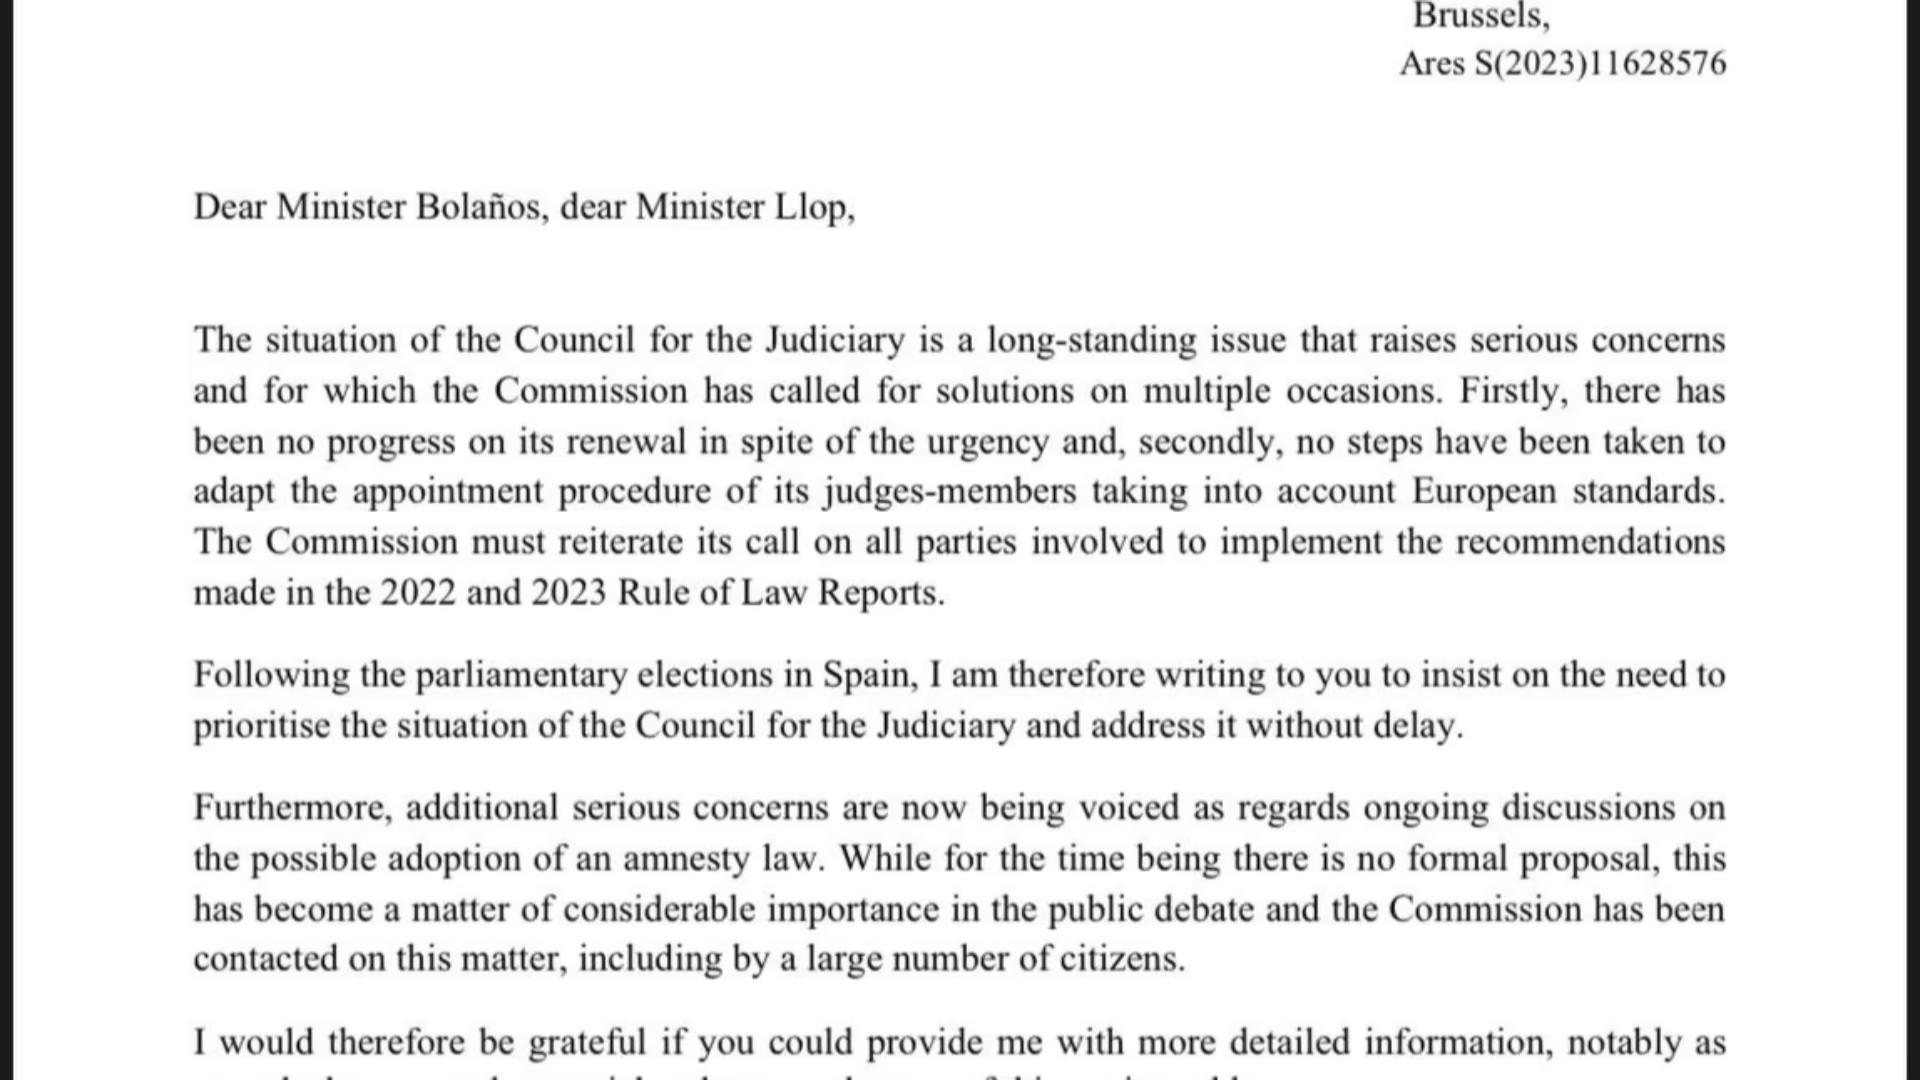 Brussels,
Ares S(2023)11628576
Dear Minister Bolaños, dear Minister Llop,
The situation of the Council for the Judiciary is a long-standing issue that raises serious concerns
and for which the Commission has called for solutions on multiple occasions. Firstly, there has
been no progress on its renewal in spite of the urgency and, secondly, no steps have been taken to
adapt the appointment procedure of its judges-members taking into account European standards.
The Commission must reiterate its call on all parties involved to implement the recommendations
made in the 2022 and 2023 Rule of Law Reports.
Following the parliamentary elections in Spain, I am therefore writing to you to insist on the need to
prioritise the situation of the Council for the Judiciary and address it without delay.
Furthermore, additional serious concerns are now being voiced as regards ongoing discussions on
the possible adoption of an amnesty law. While for the time being there is no formal proposal, this
has become a matter of considerable importance in the public debate and the Commission has been
contacted on this matter, including by a large number of citizens.
I would therefore be grateful if you could provide me with more detailed information, notably as